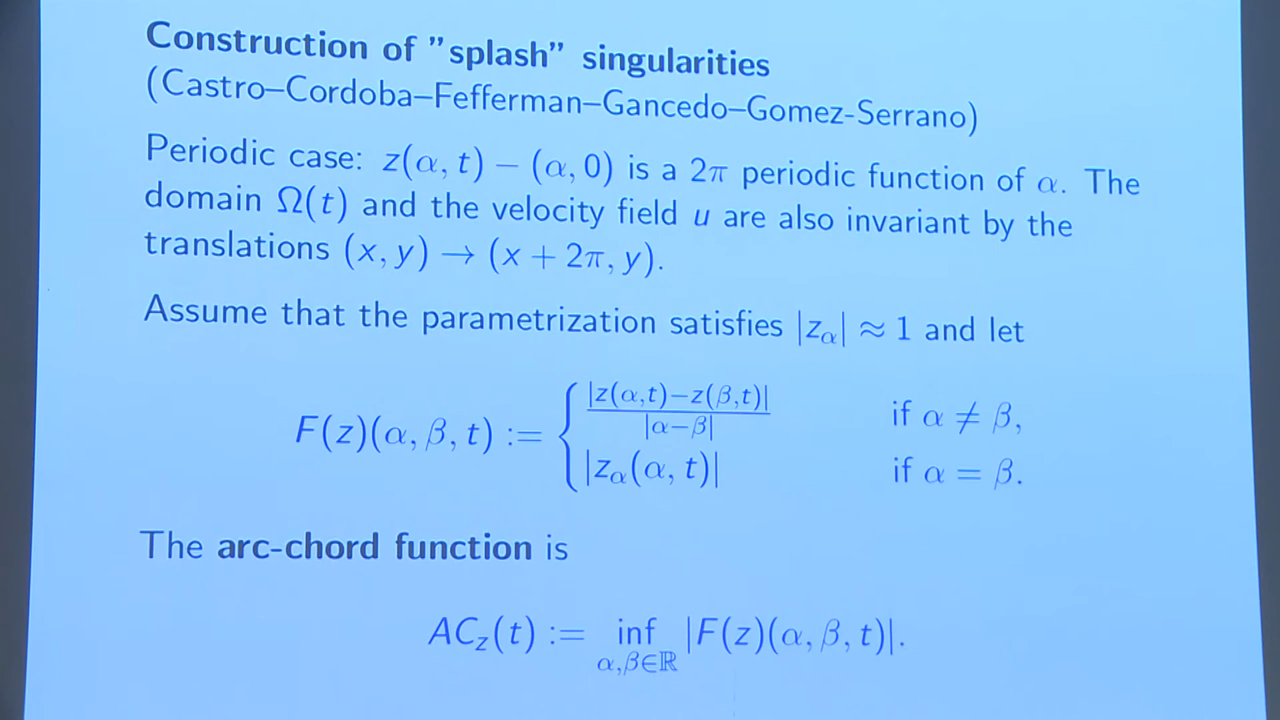 Construction of "splash" singularities
(Castro–Cordoba–Fefferman–Gancedo–Gomez-Serrano)
Periodic case: z(α, t) − (α, 0) is a 2π periodic function of α. The
domain Ω(t) and the velocity field u are also invariant by the
translations (x, y) → (x + 2π, y).
Assume that the parametrization satisfies |z_α| ≈ 1 and let
F(z)(α, β, t) := { |z(α,t)−z(β,t)| / |α−β| if α ≠ β,
|z_α(α, t)| if α = β.
The arc-chord function is
AC_z(t) := inf_{α,β∈ℝ} |F(z)(α, β, t)|.